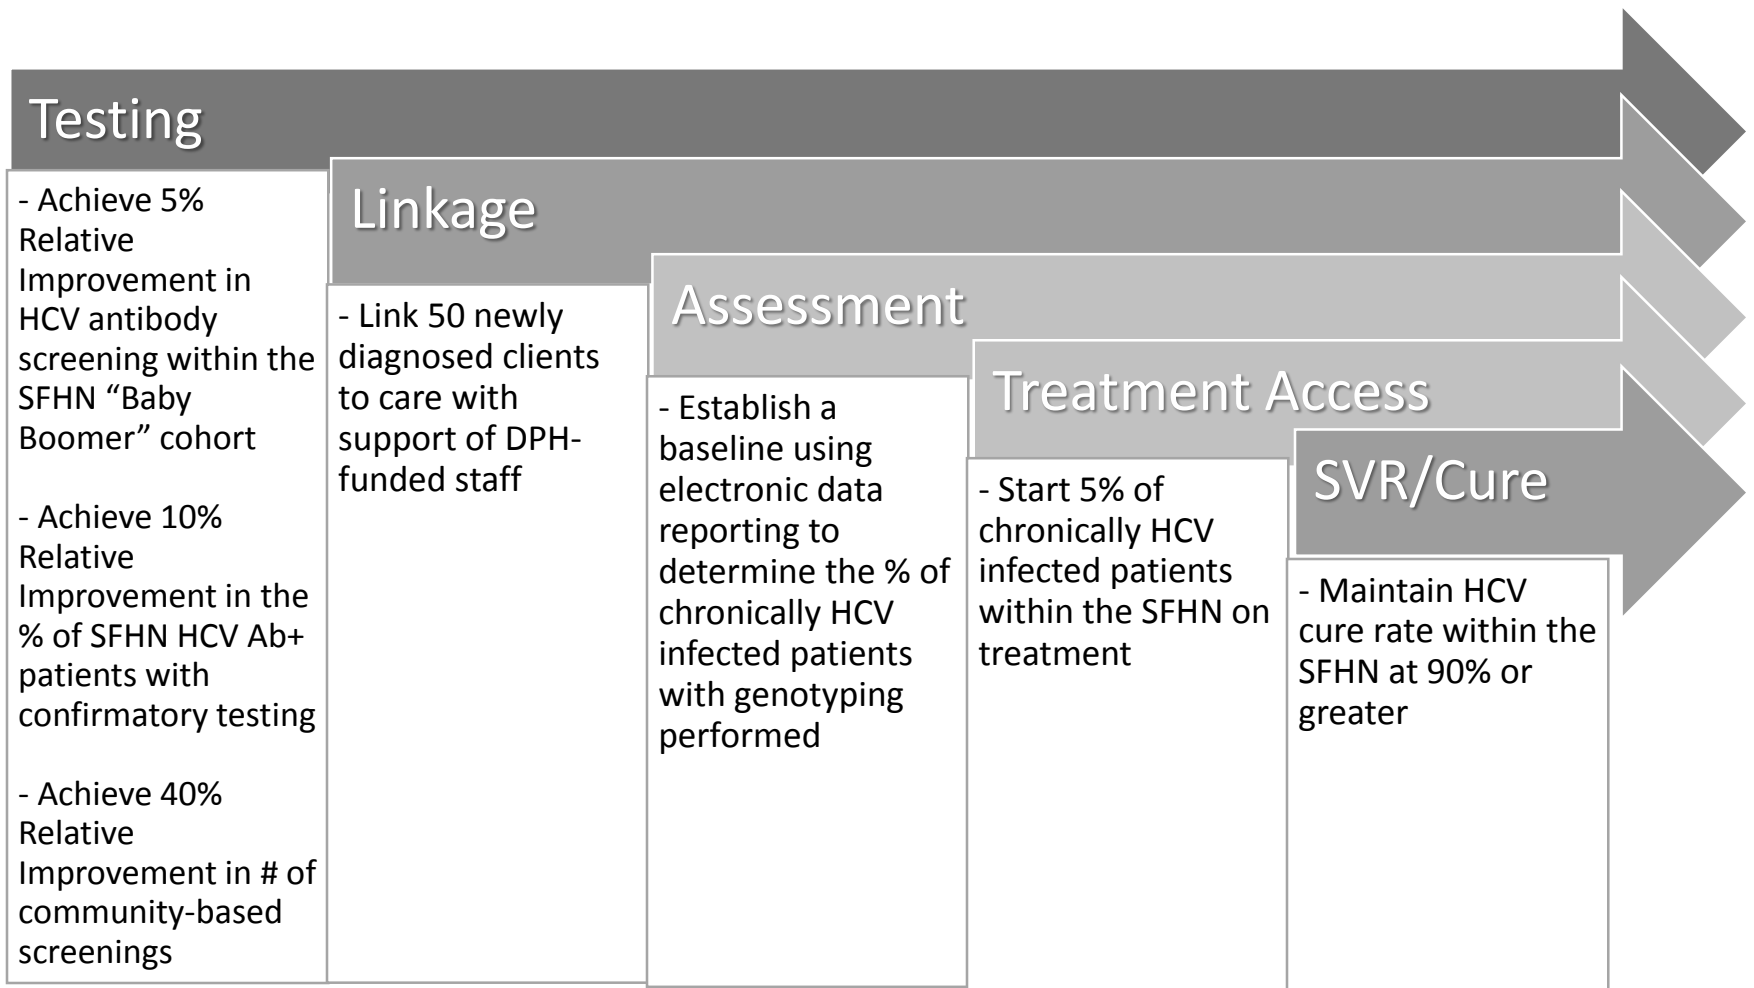 Testing
- Achieve 5%
Relative
Improvement in
HCV antibody
screening within the
SFHN “Baby
Boomer” cohort
- Achieve 10%
Relative
Improvement in the
% of SFHN HCV Ab+
patients with
confirmatory testing
- Achieve 40%
Relative
Improvement in # of
community-based
screenings
Linkage
- Link 50 newly
diagnosed clients
to care with
support of DPH-
funded staff
Assessment
- Establish a
baseline using
electronic data
reporting to
determine the % of
chronically HCV
infected patients
with genotyping
performed
Treatment Access
- Start 5% of
chronically HCV
infected patients
within the SFHN on
treatment
SVR/Cure
- Maintain HCV
cure rate within the
SFHN at 90% or
greater